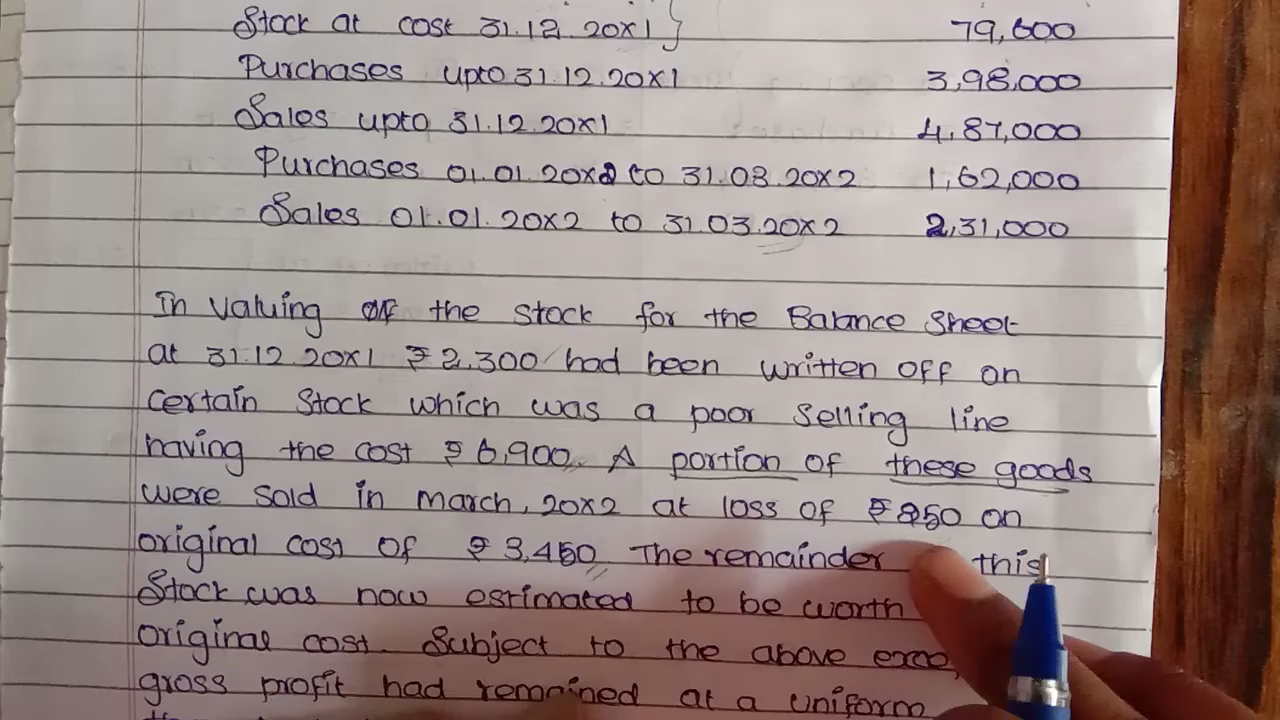 Stock at cost 31.12.20x1 } 79,600
Purchases upto 31.12.20x1 3,98,000
Sales upto 31.12.20x1 4,87,000
Purchases 01.01.20x2 to 31.03.20x2 1,62,000
Sales 01.01.20x2 to 31.03.20x2 2,31,000
In valuing of the stock for the Balance Sheet
at 31.12.20x1 ₹2,300 had been written off on
certain stock which was a poor selling line
having the cost ₹6,900. A portion of these goods
were sold in march, 20x2 at loss of ₹250 on
original cost of ₹3,450 The remainder this
Stock was now estimated to be worth
original cost. Subject to the above
gross profit had remained at a uniform